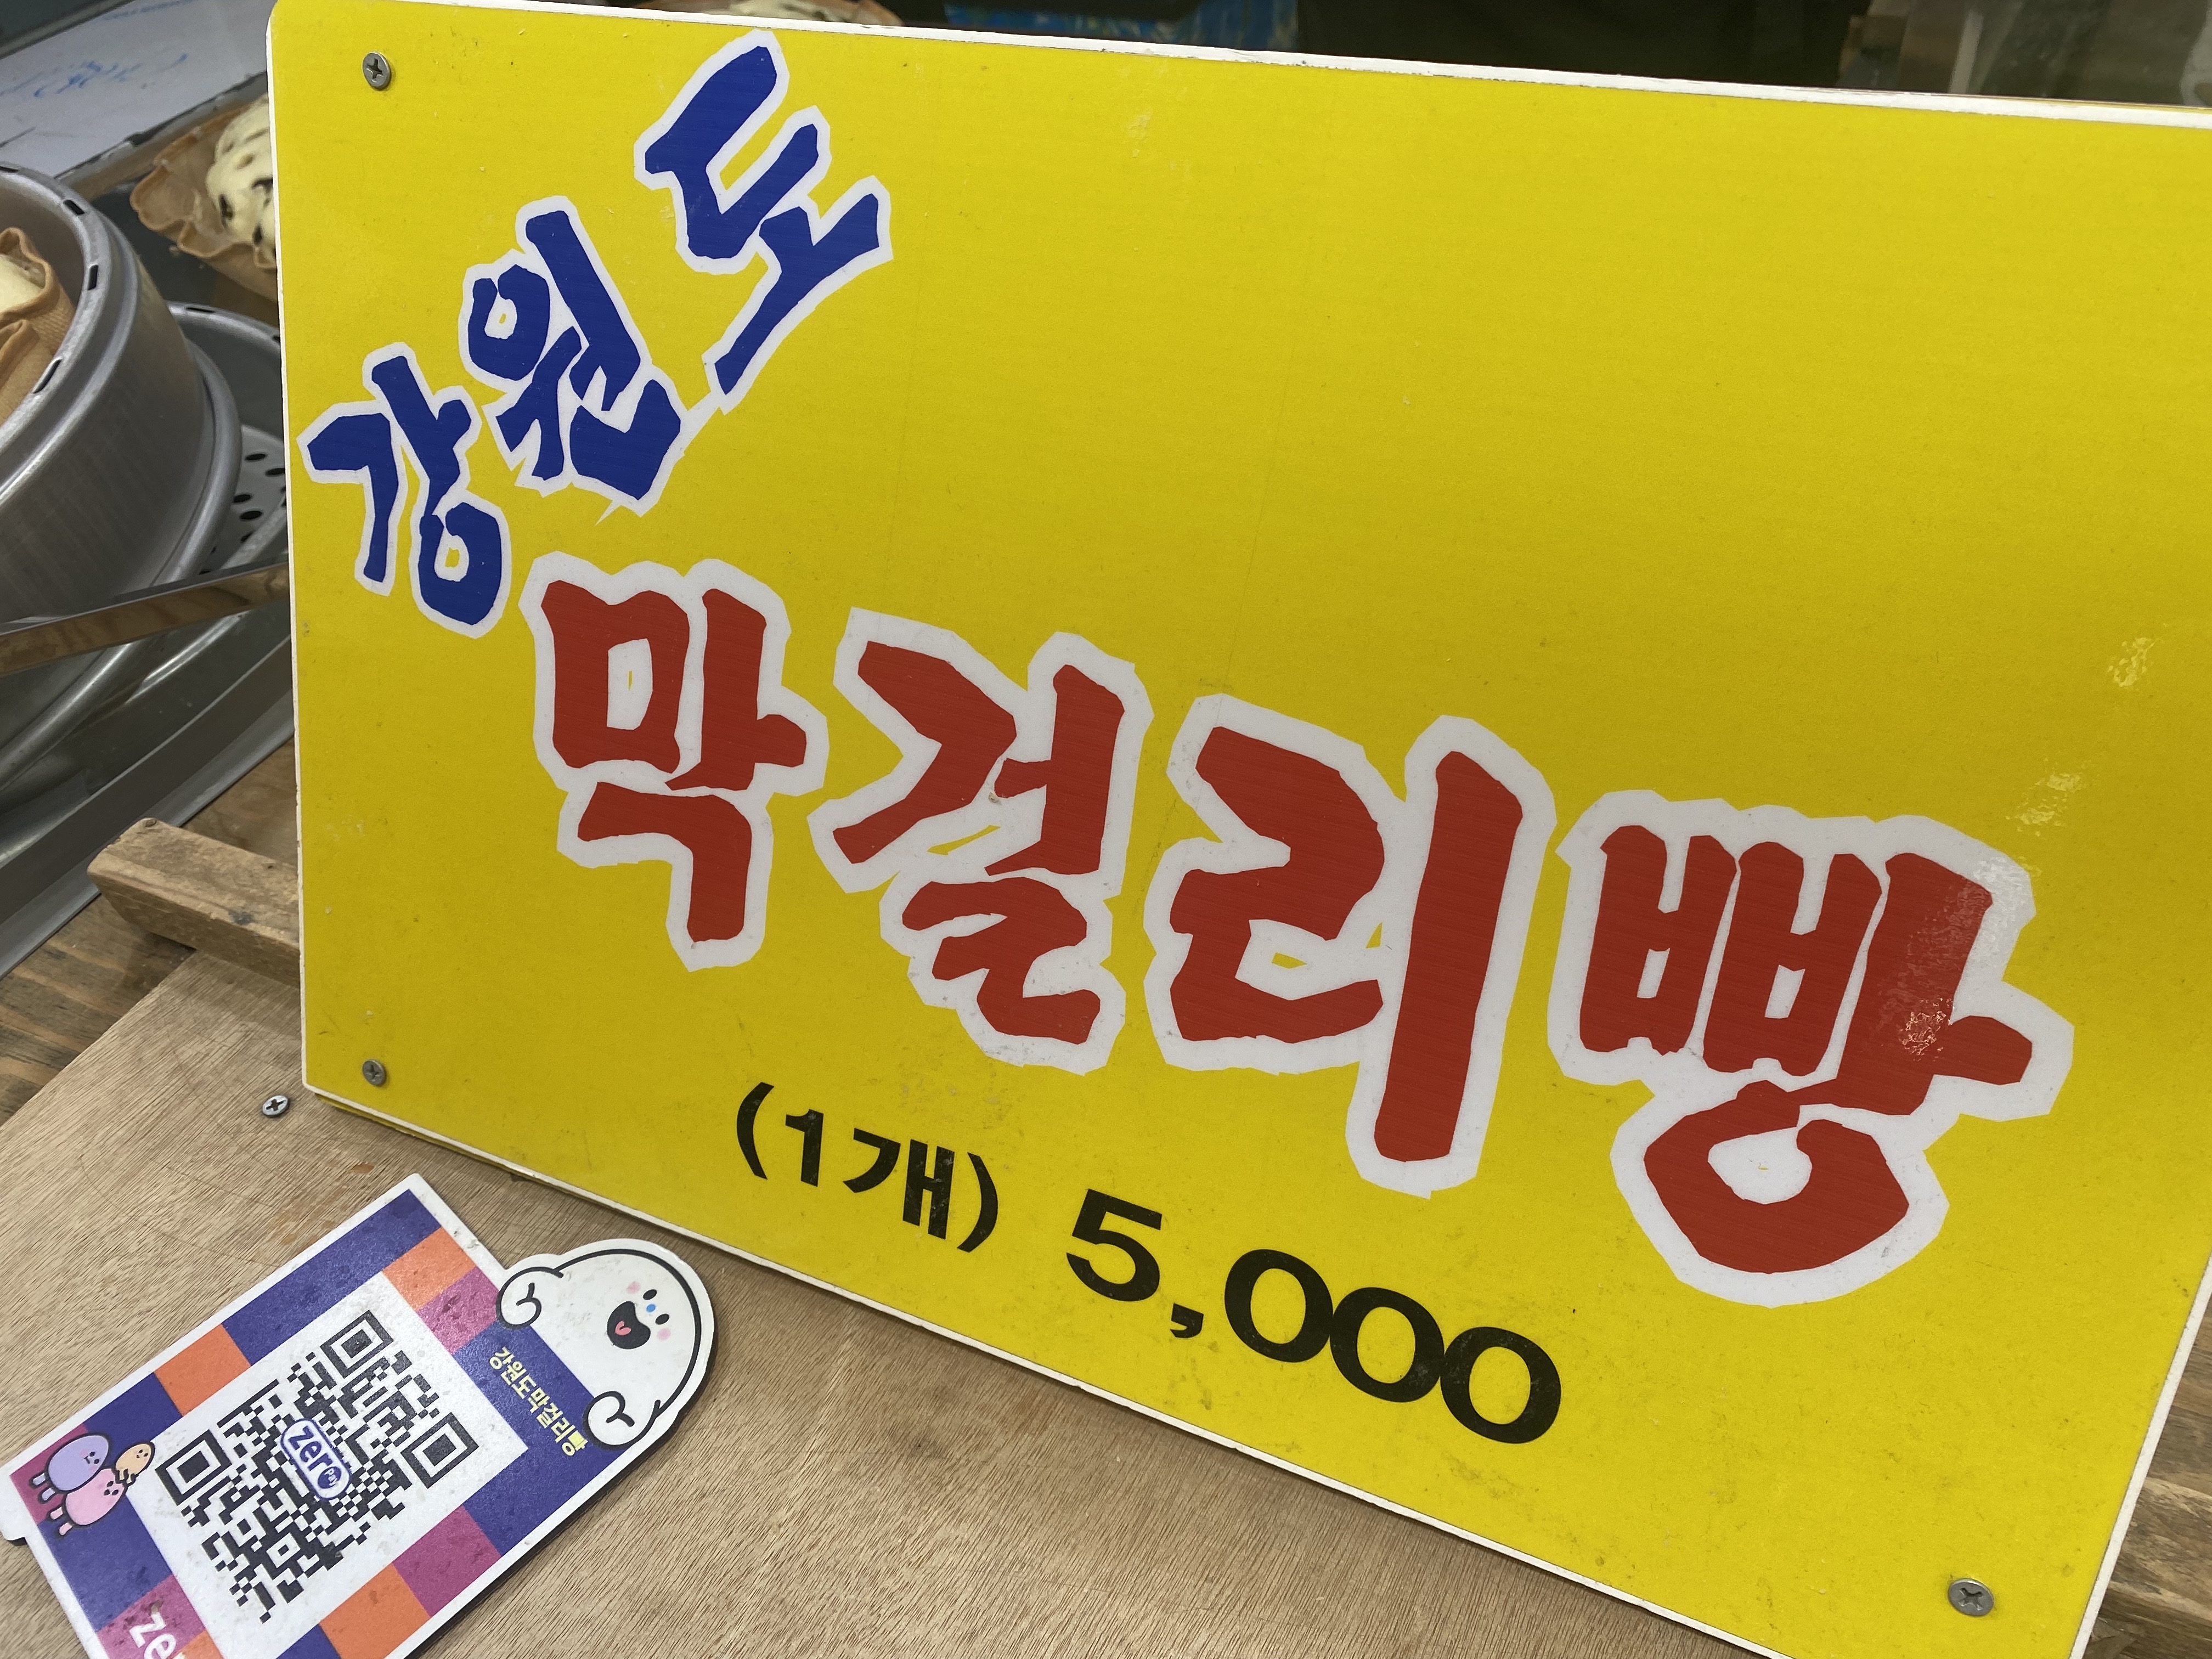 강원도
막걸리빵
(1개) 5,000
강원도막걸리빵
zero
Pay